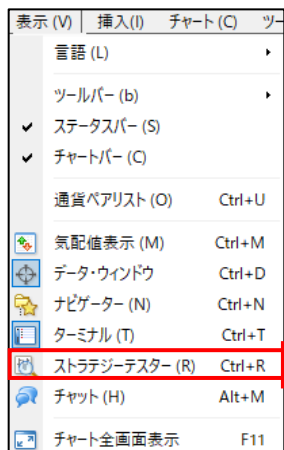 表示 (V) 挿入(I) チャート (C) ツー
言語 (L)
ツールバー (b)
ステータスバー (S)
チャートバー (C)
通貨ペアリスト (O) Ctrl+U
気配値表示 (M) Ctrl+M
データ・ウィンドウ Ctrl+D
ナビゲーター (N) Ctrl+N
ターミナル (T) Ctrl+T
ストラテジーテスター (R) Ctrl+R
チャット (H) Alt+M
チャート全画面表示 F11